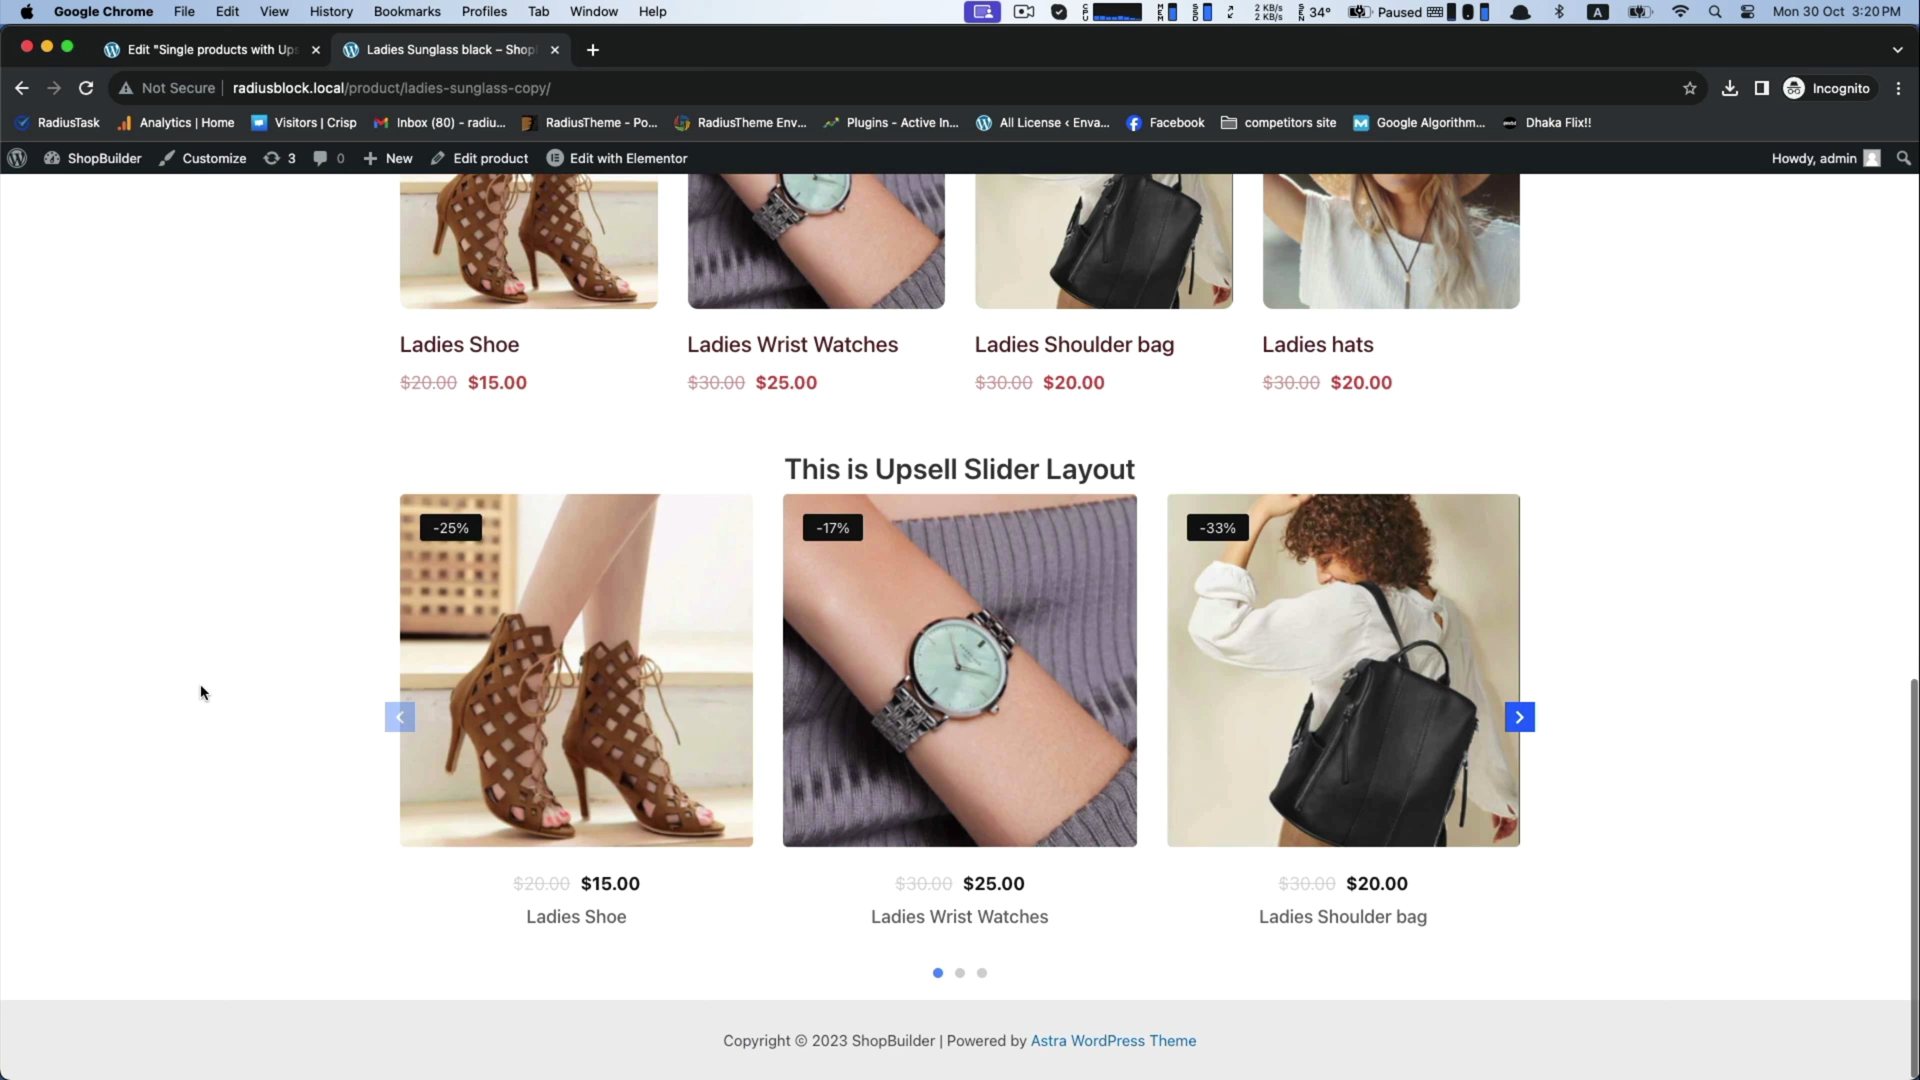 Google Chrome File Edit View History Bookmarks Profiles Tab Window Help 2 KB/s 2 KB/s 34° Paused A Mon 30 Oct 3:20 PM
Edit "Single products with Ups Ladies Sunglass black – Shop
Not Secure radiusblock.local/product/ladies-sunglass-copy/ Incognito
RadiusTask Analytics | Home Visitors | Crisp Inbox (80) - radiu... RadiusTheme - Po... RadiusTheme Env... Plugins - Active In... All License ‹ Enva... Facebook competitors site Google Algorithm... Dhaka Flix!!
ShopBuilder Customize 3 0 New Edit product Edit with Elementor Howdy, admin
Ladies Shoe Ladies Wrist Watches Ladies Shoulder bag Ladies hats
$20.00 $15.00 $30.00 $25.00 $30.00 $20.00 $30.00 $20.00
This is Upsell Slider Layout
-25% -17% -33%
$20.00 $15.00 $30.00 $25.00 $30.00 $20.00
Ladies Shoe Ladies Wrist Watches Ladies Shoulder bag
Copyright © 2023 ShopBuilder | Powered by Astra WordPress Theme